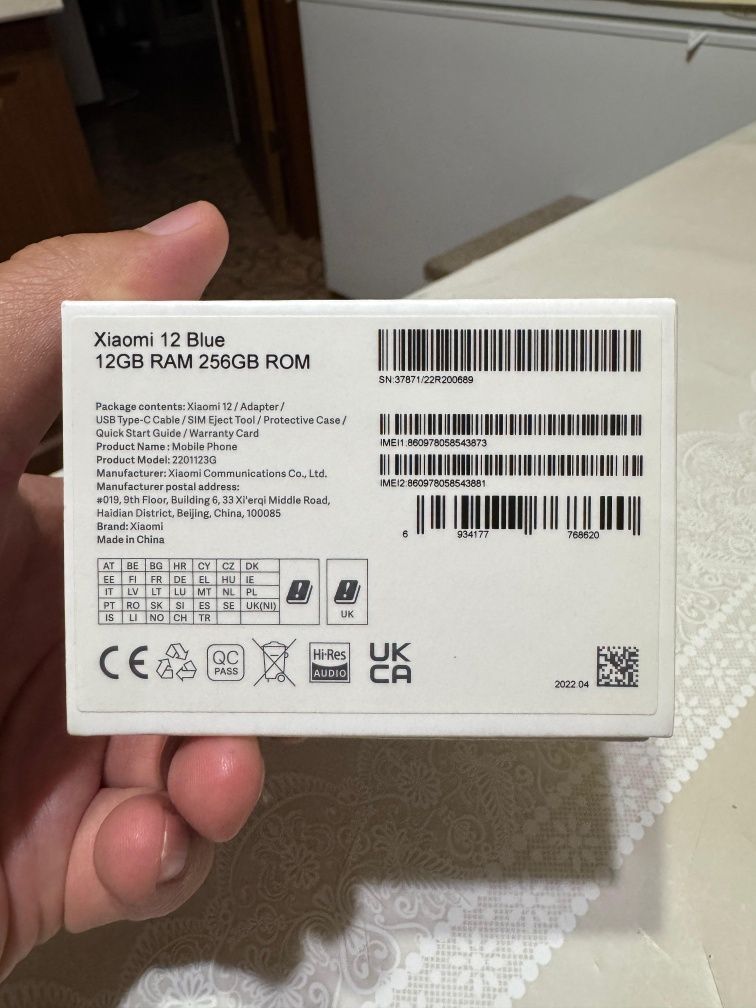 Xiaomi 12 Blue
12GB RAM 256GB ROM
Package contents: Xiaomi 12 / Adapter /
USB Type-C Cable / SIM Eject Tool / Protective Case /
Quick Start Guide / Warranty Card
Product Name: Mobile Phone
Product Model: 2201123G
Manufacturer: Xiaomi Communications Co., Ltd.
Manufacturer postal address:
#019, 9th Floor, Building 6, 33 Xi'erqi Middle Road,
Haidian District, Beijing, China, 100085
Brand: Xiaomi
Made in China
SN:37871/22R200689
IMEI1:860978058543873
IMEI2:860978058543881
6 934177 768620
AT BE BG HR CY CZ DK
EE FI FR DE EL HU IE
IT LV LT LU MT NL PL
PT RO SK SI ES SE UK(NI)
IS LI NO CH TR
UK
CE
QC
PASS
Hi-Res
AUDIO
UK
CA
2022 04